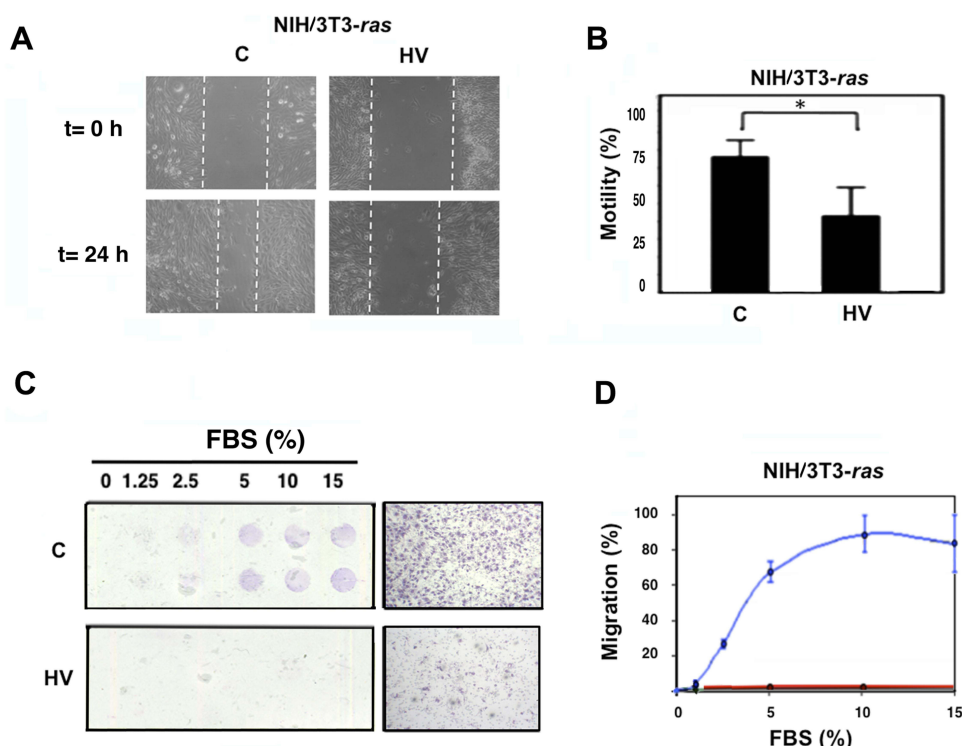 A
NIH/3T3-ras
C HV
t= 0 h
t= 24 h
B
NIH/3T3-ras
*
Motility (%)
100
75
50
25
0
C HV
C
FBS (%)
0 1.25 2.5 5 10 15
C
HV
D
NIH/3T3-ras
Migration (%)
100
80
60
40
20
0 5 10 15
FBS (%)